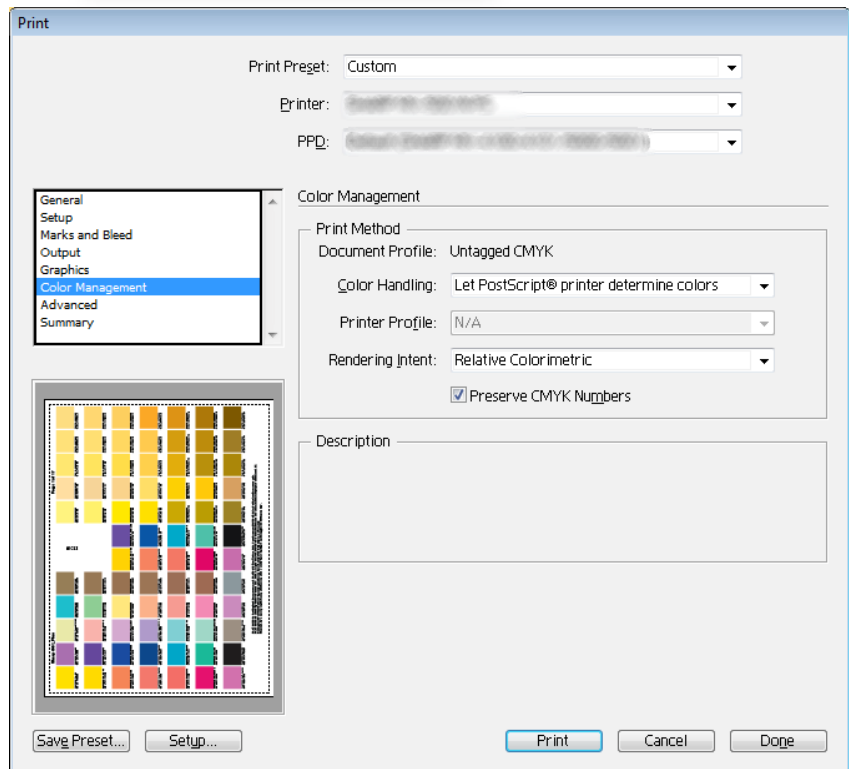 Print
Print Preset: Custom
Printer:
PPD:
General
Setup
Marks and Bleed
Output
Graphics
Color Management
Advanced
Summary
Color Management
Print Method
Document Profile: Untagged CMYK
Color Handling: Let PostScript® printer determine colors
Printer Profile: N/A
Rendering Intent: Relative Colorimetric
Preserve CMYK Numbers
Description
Save Preset... Setup... Print Cancel Done